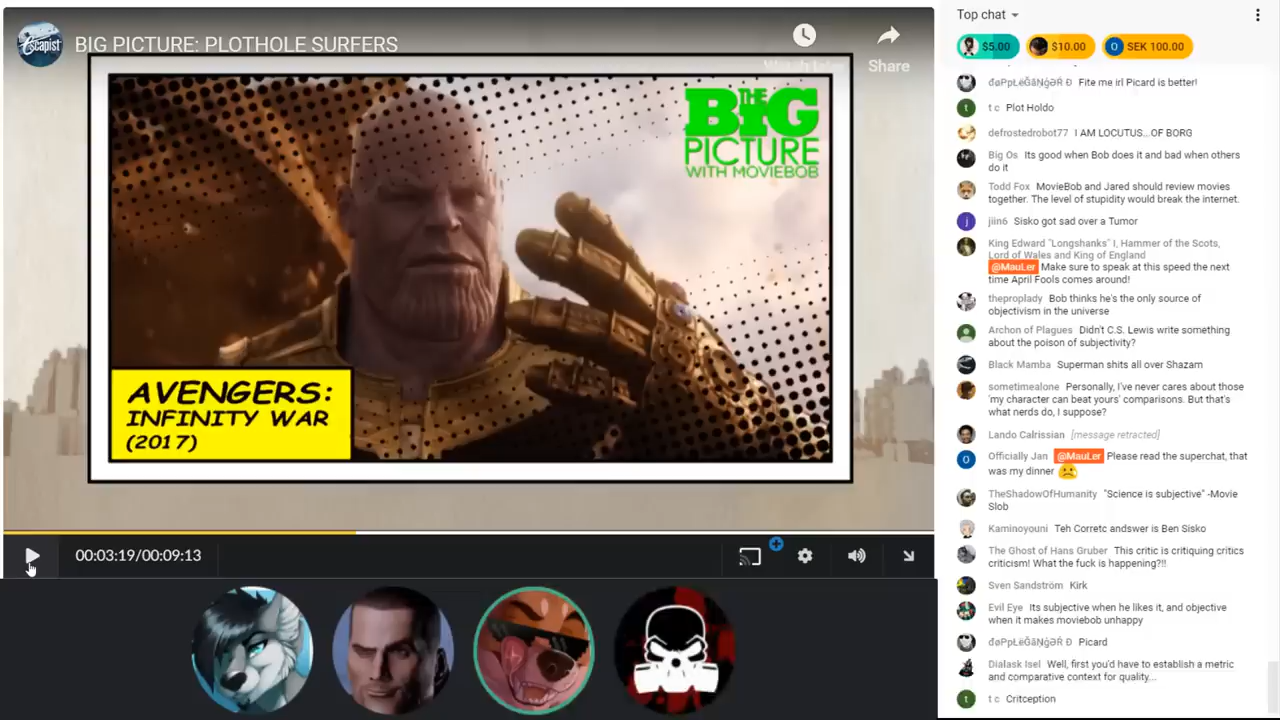 BIG PICTURE: PLOTHOLE SURFERS
escapist
Watch later
Share
THE
BIG
PICTURE
WITH MOVIEBOB
AVENGERS:
INFINITY WAR
(2017)
00:03:19/00:09:13
Top chat
$5.00
$10.00
O
SEK 100.00
Fite me irl Picard is better!
t
t c Plot Holdo
defrostedrobot77 I AM LOCUTUS...OF BORG
Big Os Its good when Bob does it and bad when others
do it
Todd Fox MovieBob and Jared should review movies
together. The level of stupidity would break the internet.
j
jiin6 Sisko got sad over a Tumor
King Edward "Longshanks" I, Hammer of the Scots,
Lord of Wales and King of England
@MauLer Make sure to speak at this speed the next
time April Fools comes around!
theproplady Bob thinks he's the only source of
objectivism in the universe
Archon of Plagues Didn't C.S. Lewis write something
about the poison of subjectivity?
Black Mamba Superman shits all over Shazam
sometimealone Personally, I've never cares about those
'my character can beat yours' comparisons. But that's
what nerds do, I suppose?
Lando Calrissian [message retracted]
O
Officially Jan @MauLer Please read the superchat, that
was my dinner
TheShadowOfHumanity "Science is subjective" -Movie
Slob
Kaminoyouni Teh Corretc andswer is Ben Sisko
The Ghost of Hans Gruber This critic is critiquing critics
criticism! What the fuck is happening?!!
Sven Sandström Kirk
Evil Eye Its subjective when he likes it, and objective
when it makes moviebob unhappy
Picard
Dialask Isel Well, first you'd have to establish a metric
and comparative context for quality...
t
t c Critception